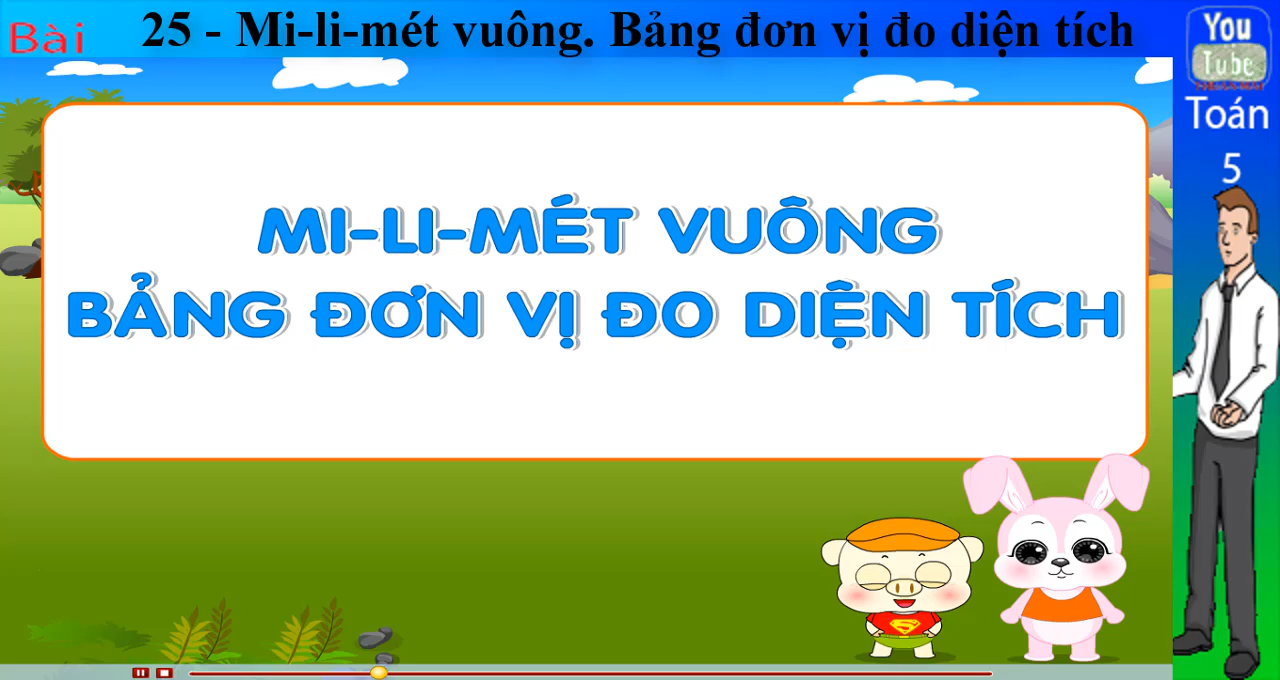 Bài 25 - Mi-li-mét vuông. Bảng đơn vị đo diện tích
You
Tube
Toán
5
MI-LI-MÉT VUÔNG
BẢNG ĐƠN VỊ ĐO DIỆN TÍCH